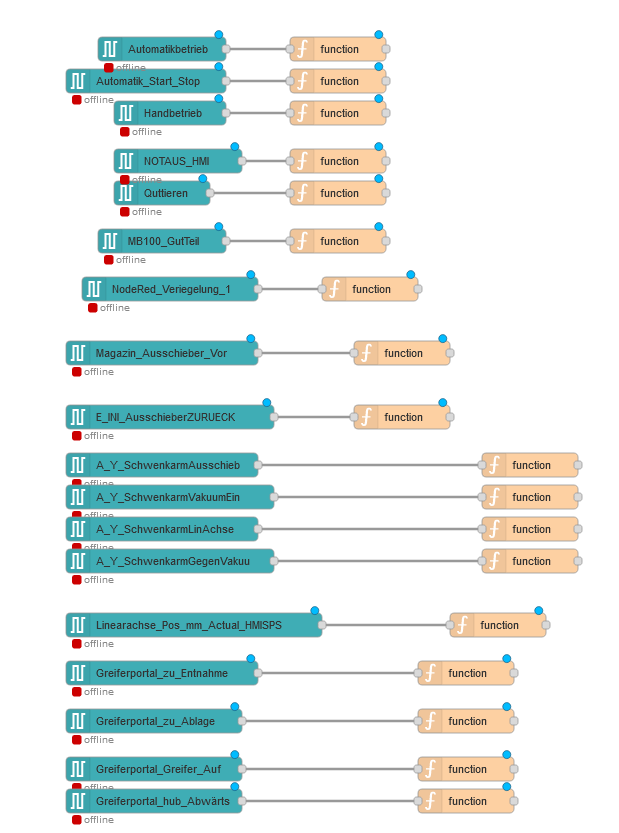 Automatikbetrieb function
offline
Automatik_Start_Stop function
offline
Handbetrieb function
offline
NOTAUS_HMI function
offline
Quttieren function
offline
MB100_GutTeil function
offline
NodeRed_Veriegelung_1 function
offline
Magazin_Ausschieber_Vor function
offline
E_INI_AusschieberZURUECK function
offline
A_Y_SchwenkarmAusschieb function
offline
A_Y_SchwenkarmVakuumEin function
offline
A_Y_SchwenkarmLinAchse function
offline
A_Y_SchwenkarmGegenVakuu function
offline
Linearachse_Pos_mm_Actual_HMISPS function
offline
Greiferportal_zu_Entnahme function
offline
Greiferportal_zu_Ablage function
offline
Greiferportal_Greifer_Auf function
offline
Greiferportal_hub_Abwärts function
offline